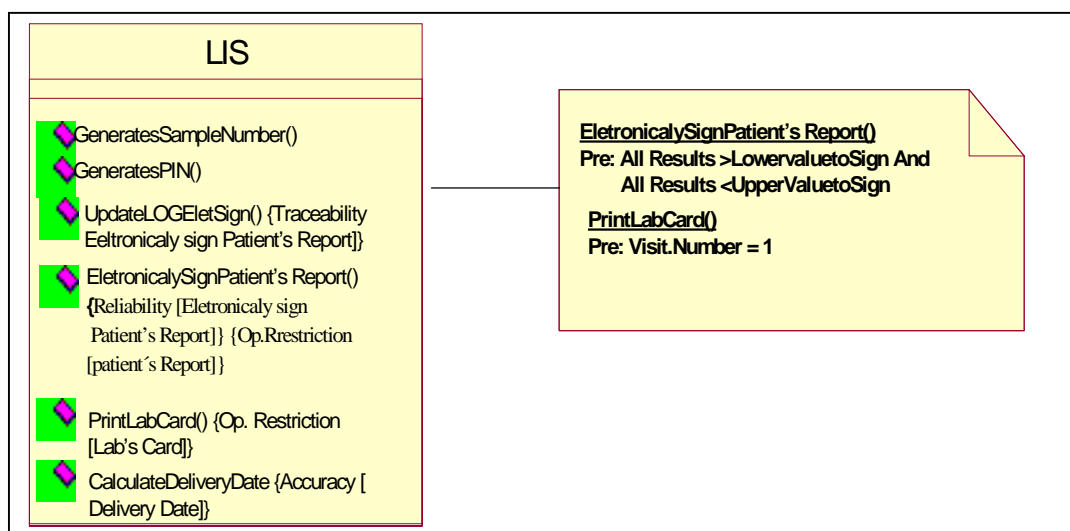 LIS
GeneratesSampleNumber()
GeneratesPIN()
UpdateLOGEletSign() {Traceability
Eeltronicaly sign Patient's Report]}
EletronicalySignPatient's Report()
{Reliability [Eletronicaly sign
Patient's Report]} {Op.Rrestriction
[patient´s Report]}
PrintLabCard() {Op. Restriction
[Lab's Card]}
CalculateDeliveryDate {Accuracy [
Delivery Date]}
EletronicalySignPatient's Report()
Pre: All Results >LowervaluetoSign And
All Results <UpperValuetoSign
PrintLabCard()
Pre: Visit.Number = 1